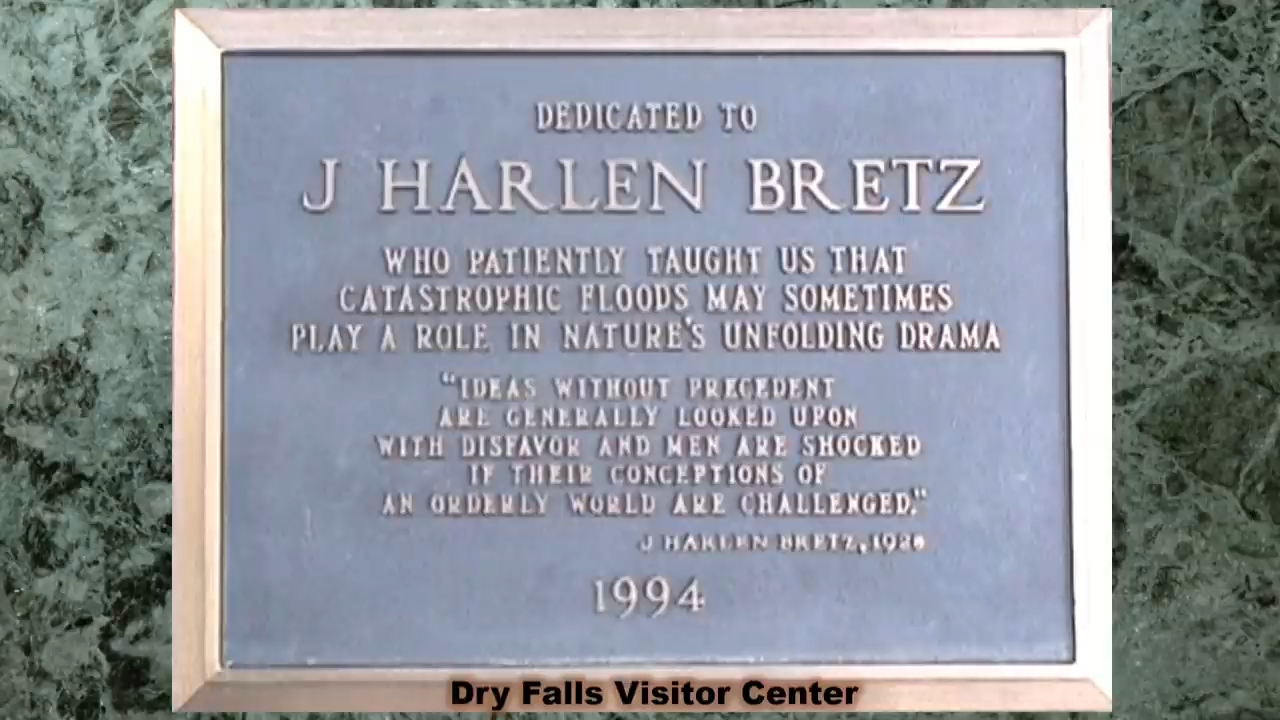 DEDICATED TO
J HARLEN BRETZ
WHO PATIENTLY TAUGHT US THAT
CATASTROPHIC FLOODS MAY SOMETIMES
PLAY A ROLE IN NATURE'S UNFOLDING DRAMA
"IDEAS WITHOUT PRECEDENT
ARE GENERALLY LOOKED UPON
WITH DISFAVOR AND MEN ARE SHOCKED
IF THEIR CONCEPTIONS OF
AN ORDERLY WORLD ARE CHALLENGED."
J HARLEN BRETZ,
1994
Dry Falls Visitor Center